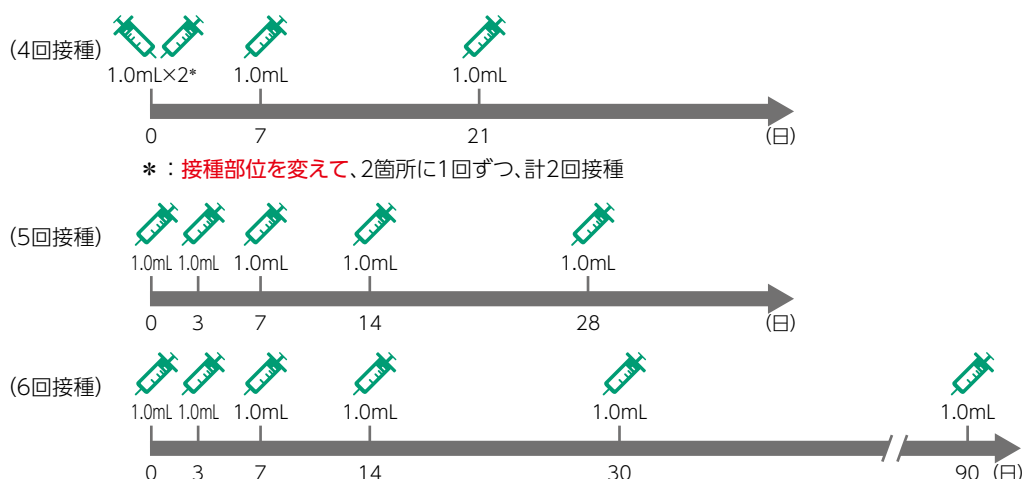 (4回接種)
1.0mL×2* 1.0mL 1.0mL
0 7 21 (日)
*：接種部位を変えて、2箇所に1回ずつ、計2回接種
(5回接種)
1.0mL 1.0mL 1.0mL 1.0mL 1.0mL
0 3 7 14 28 (日)
(6回接種)
1.0mL 1.0mL 1.0mL 1.0mL 1.0mL 1.0mL
0 3 7 14 30 90 (日)